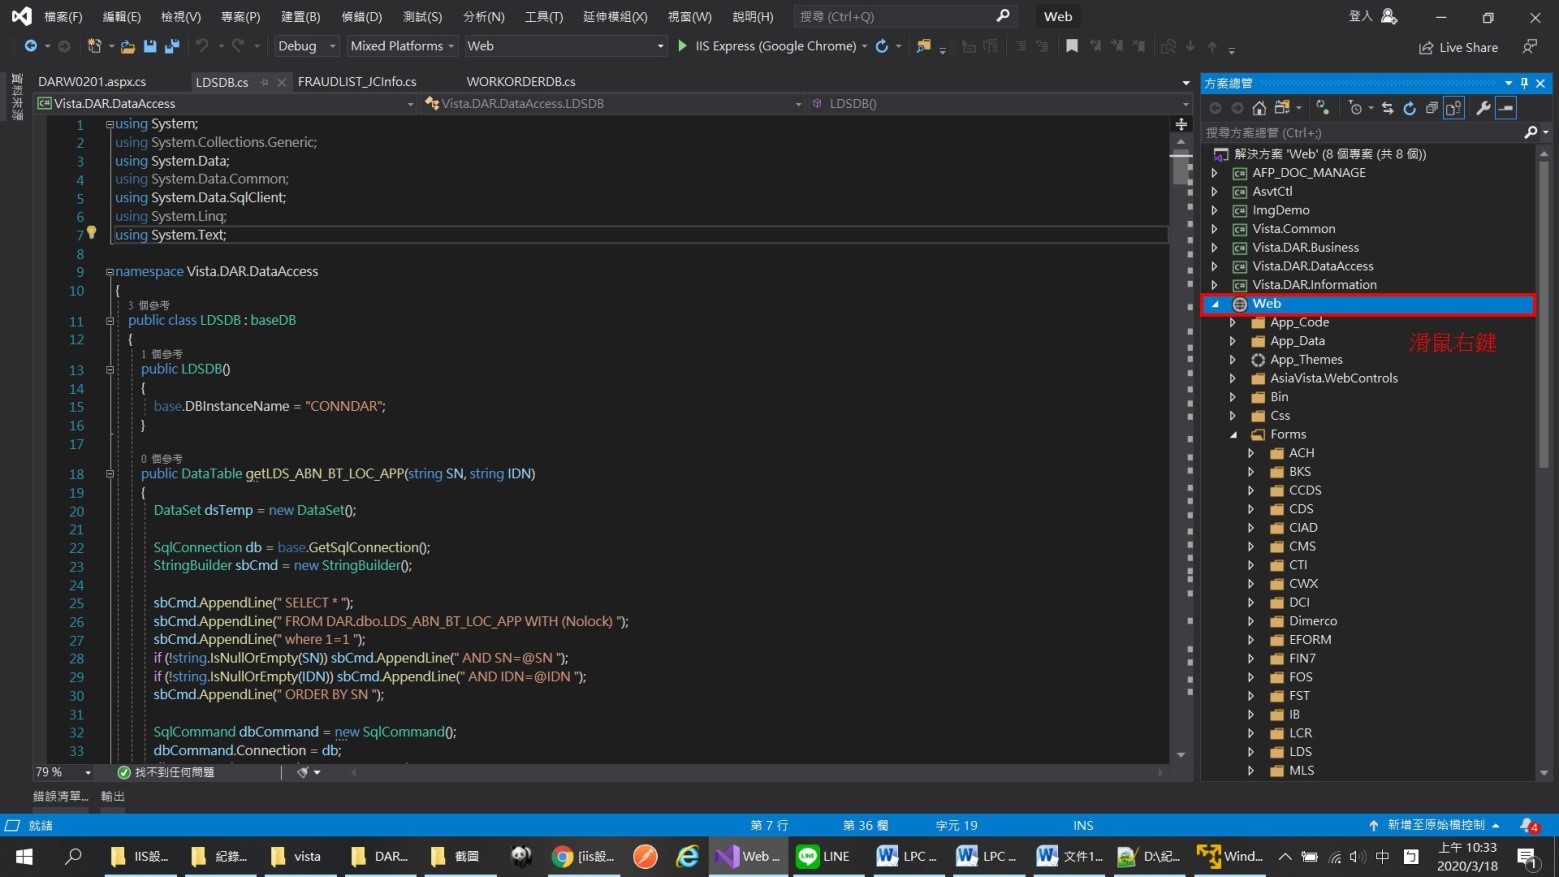 檔案(F) 編輯(E) 檢視(V) 專案(P) 建置(B) 偵錯(D) 測試(S) 分析(N) 工具(T) 延伸模組(X) 視窗(W) 說明(H) 搜尋 (Ctrl+Q) Web 登入
Debug Mixed Platforms Web IIS Express (Google Chrome) Live Share
資料來源
DARW0201.aspx.cs LDSDB.cs FRAUDLIST_JCInfo.cs WORKORDERDB.cs
Vista.DAR.DataAccess Vista.DAR.DataAccess.LDSDB LDSDB()
1 using System;
2 using System.Collections.Generic;
3 using System.Data;
4 using System.Data.Common;
5 using System.Data.SqlClient;
6 using System.Linq;
7 using System.Text;
8
9 namespace Vista.DAR.DataAccess
10 {
3 個參考
11 public class LDSDB : baseDB
12 {
1 個參考
13 public LDSDB()
14 {
15 base.DBInstanceName = "CONNDAR";
16 }
17
0 個參考
18 public DataTable getLDS_ABN_BT_LOC_APP(string SN, string IDN)
19 {
20 DataSet dsTemp = new DataSet();
21
22 SqlConnection db = base.GetSqlConnection();
23 StringBuilder sbCmd = new StringBuilder();
24
25 sbCmd.AppendLine(" SELECT * ");
26 sbCmd.AppendLine(" FROM DAR.dbo.LDS_ABN_BT_LOC_APP WITH (Nolock) ");
27 sbCmd.AppendLine(" where 1=1 ");
28 if (!string.IsNullOrEmpty(SN)) sbCmd.AppendLine(" AND SN=@SN ");
29 if (!string.IsNullOrEmpty(IDN)) sbCmd.AppendLine(" AND IDN=@IDN ");
30 sbCmd.AppendLine(" ORDER BY SN ");
31
32 SqlCommand dbCommand = new SqlCommand();
33 dbCommand.Connection = db;
79 % 找不到任何問題
錯誤清單... 輸出
方案總管
搜尋方案總管 (Ctrl+;)
解決方案 'Web' (8 個專案 (共 8 個))
AFP_DOC_MANAGE
AsvtCtl
ImgDemo
Vista.Common
Vista.DAR.Business
Vista.DAR.DataAccess
Vista.DAR.Information
Web
App_Code
App_Data
滑鼠右鍵
App_Themes
AsiaVista.WebControls
Bin
Css
Forms
ACH
BKS
CCDS
CDS
CIAD
CMS
CTI
CWX
DCI
Dimerco
EFORM
FIN7
FOS
FST
IB
LCR
LDS
MLS
就緒 第 7 行 第 36 欄 字元 19 INS 新增至原始檔控制 4
IIS設... 紀錄... vista DAR... 截圖 [iis設... Web ... LINE LPC ... LPC ... 文件1... D:\紀... Wind... 中 上午 10:33
2020/3/18 1